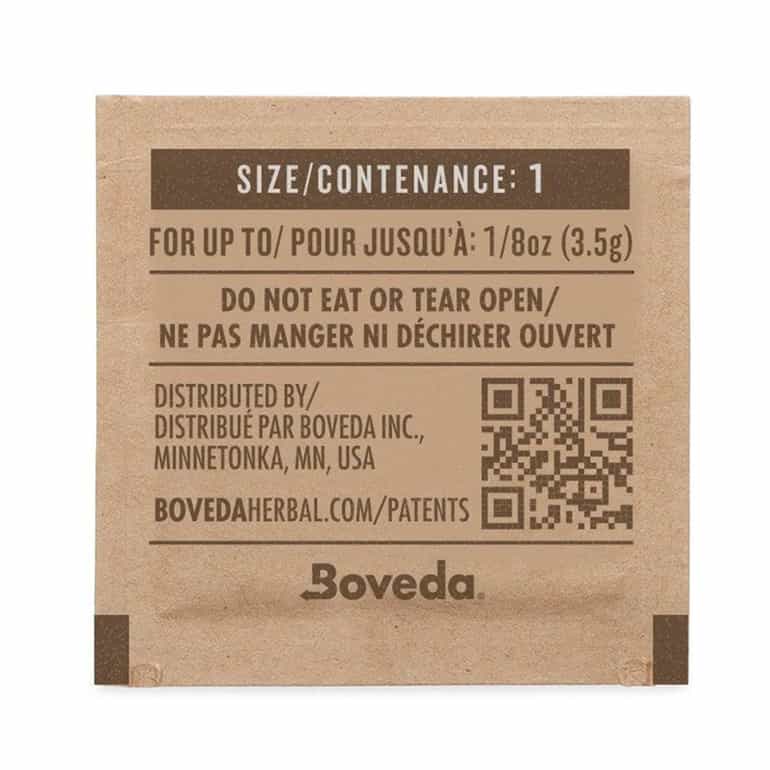 SIZE/CONTENANCE: 1
FOR UP TO/ POUR JUSQU'À: 1/8oz (3.5g)
DO NOT EAT OR TEAR OPEN/
NE PAS MANGER NI DÉCHIRER OUVERT
DISTRIBUTED BY/
DISTRIBUÉ PAR BOVEDA INC.,
MINNETONKA, MN, USA
BOVEDAHERBAL.COM/PATENTS
Boveda®